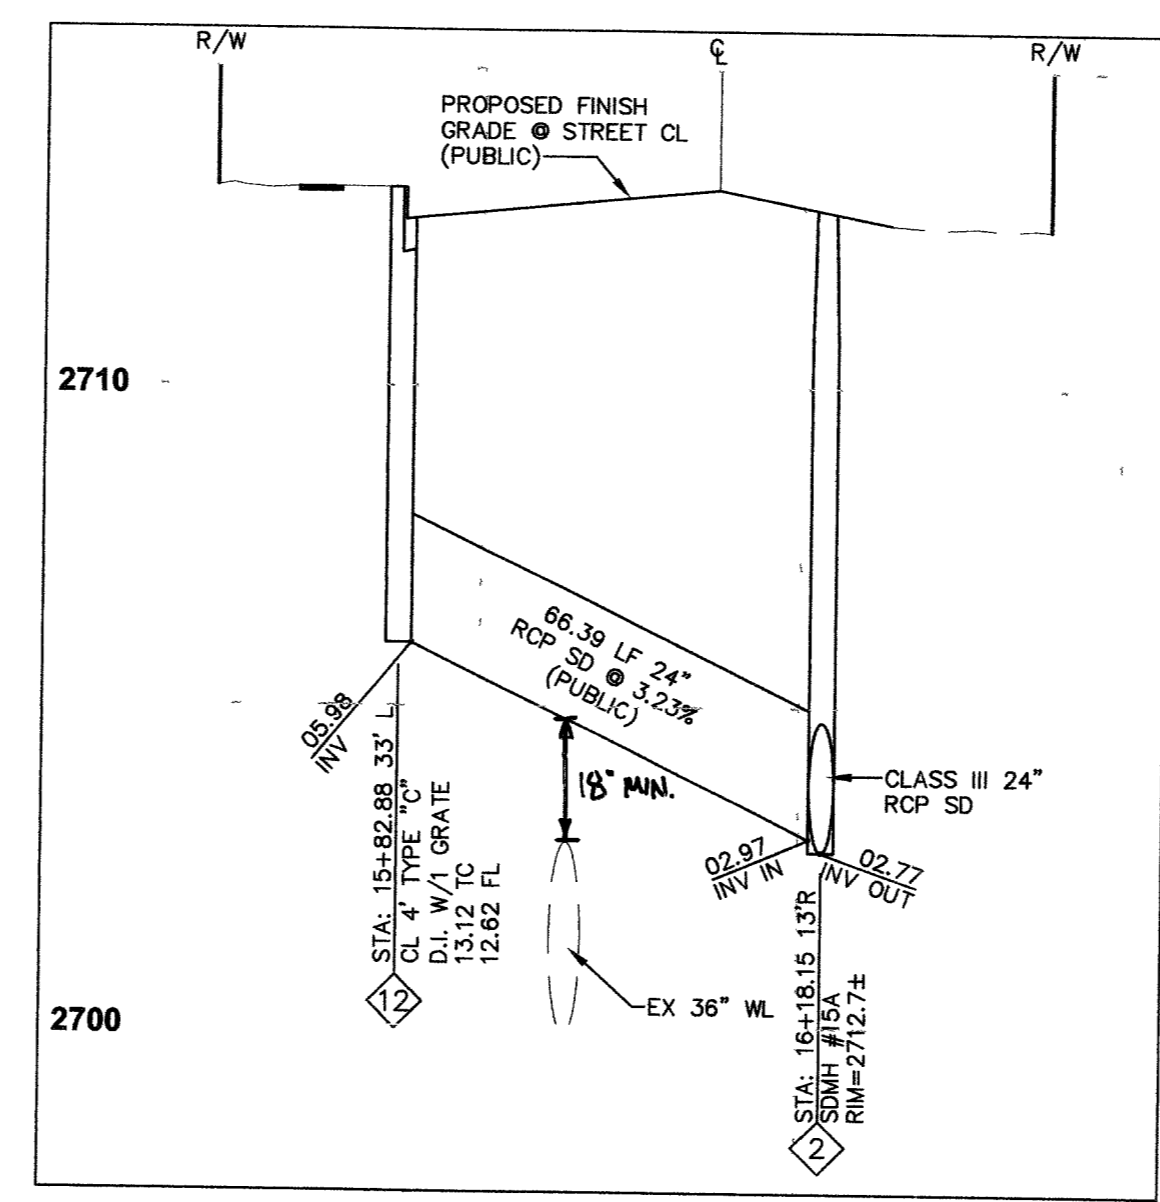 R/W
℄
R/W
PROPOSED FINISH
GRADE @ STREET CL
(PUBLIC)
2710
66.39 LF 24"
RCP SD @ 3.23%
(PUBLIC)
05.98
INV
18" MIN.
CLASS III 24"
RCP SD
02.97
INV IN
02.77
INV OUT
STA: 15+82.88 33' L
CL 4' TYPE "C"
D.I. W/1 GRATE
13.12 TC
12.62 FL
12
2700
EX 36" WL
STA: 16+18.15 13'R
SDMH #15A
RIM=2712.7±
2